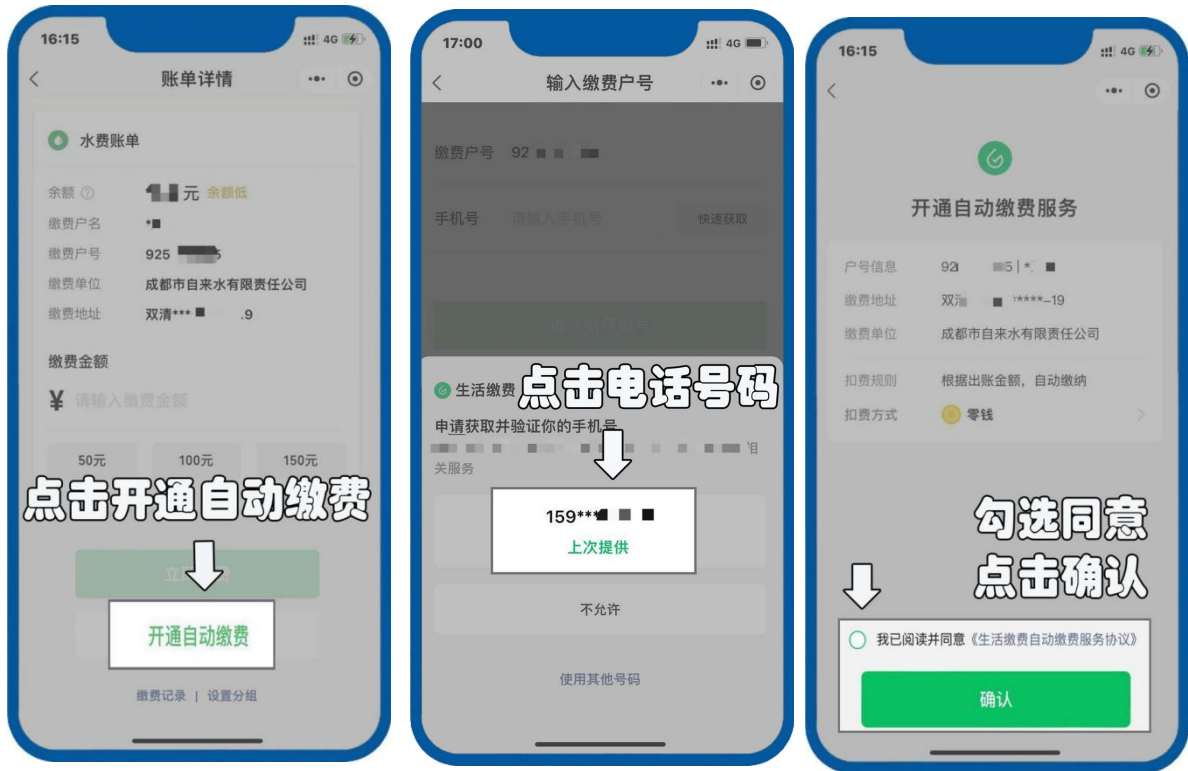 16:15
4G
账单详情
水费账单
余额 元 余额低
缴费户名 *
缴费户号 925 5
缴费单位 成都市自来水有限责任公司
缴费地址 双清*** .9
缴费金额
¥ 请输入缴费金额
50元 100元 150元
点击开通自动缴费
开通自动缴费
缴费记录 | 设置分组
17:00
4G
输入缴费户号
缴费户号 92
手机号 请输入手机号 快速获取
生活缴费
点击电话号码
申请获取并验证你的手机号
关服务
159***
上次提供
不允许
使用其他号码
16:15
4G
开通自动缴费服务
户号信息 92 5|*
缴费地址 双 ****-19
缴费单位 成都市自来水有限责任公司
扣费规则 根据出账金额，自动缴纳
扣费方式 零钱
勾选同意
点击确认
我已阅读并同意《生活缴费自动缴费服务协议》
确认